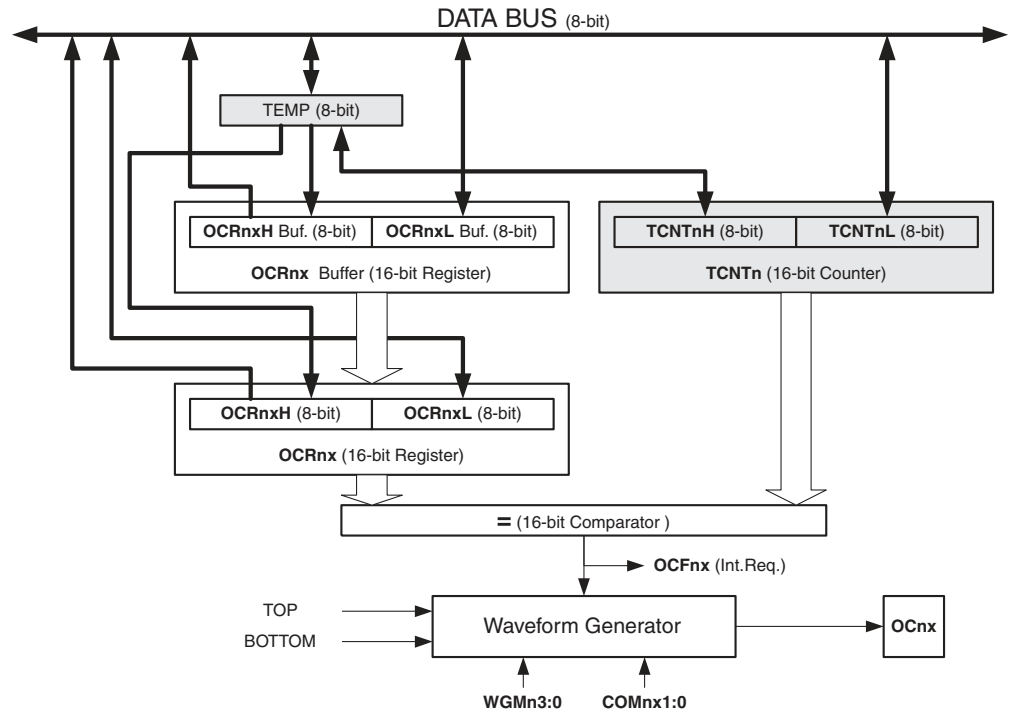 DATA BUS (8-bit)
TEMP (8-bit)
OCRnxH Buf. (8-bit) OCRnxL Buf. (8-bit)
TCNTnH (8-bit) TCNTnL (8-bit)
OCRnx Buffer (16-bit Register)
TCNTn (16-bit Counter)
OCRnxH (8-bit) OCRnxL (8-bit)
OCRnx (16-bit Register)
= (16-bit Comparator )
OCFnx (Int.Req.)
TOP
BOTTOM
Waveform Generator
OCnx
WGMn3:0 COMnx1:0